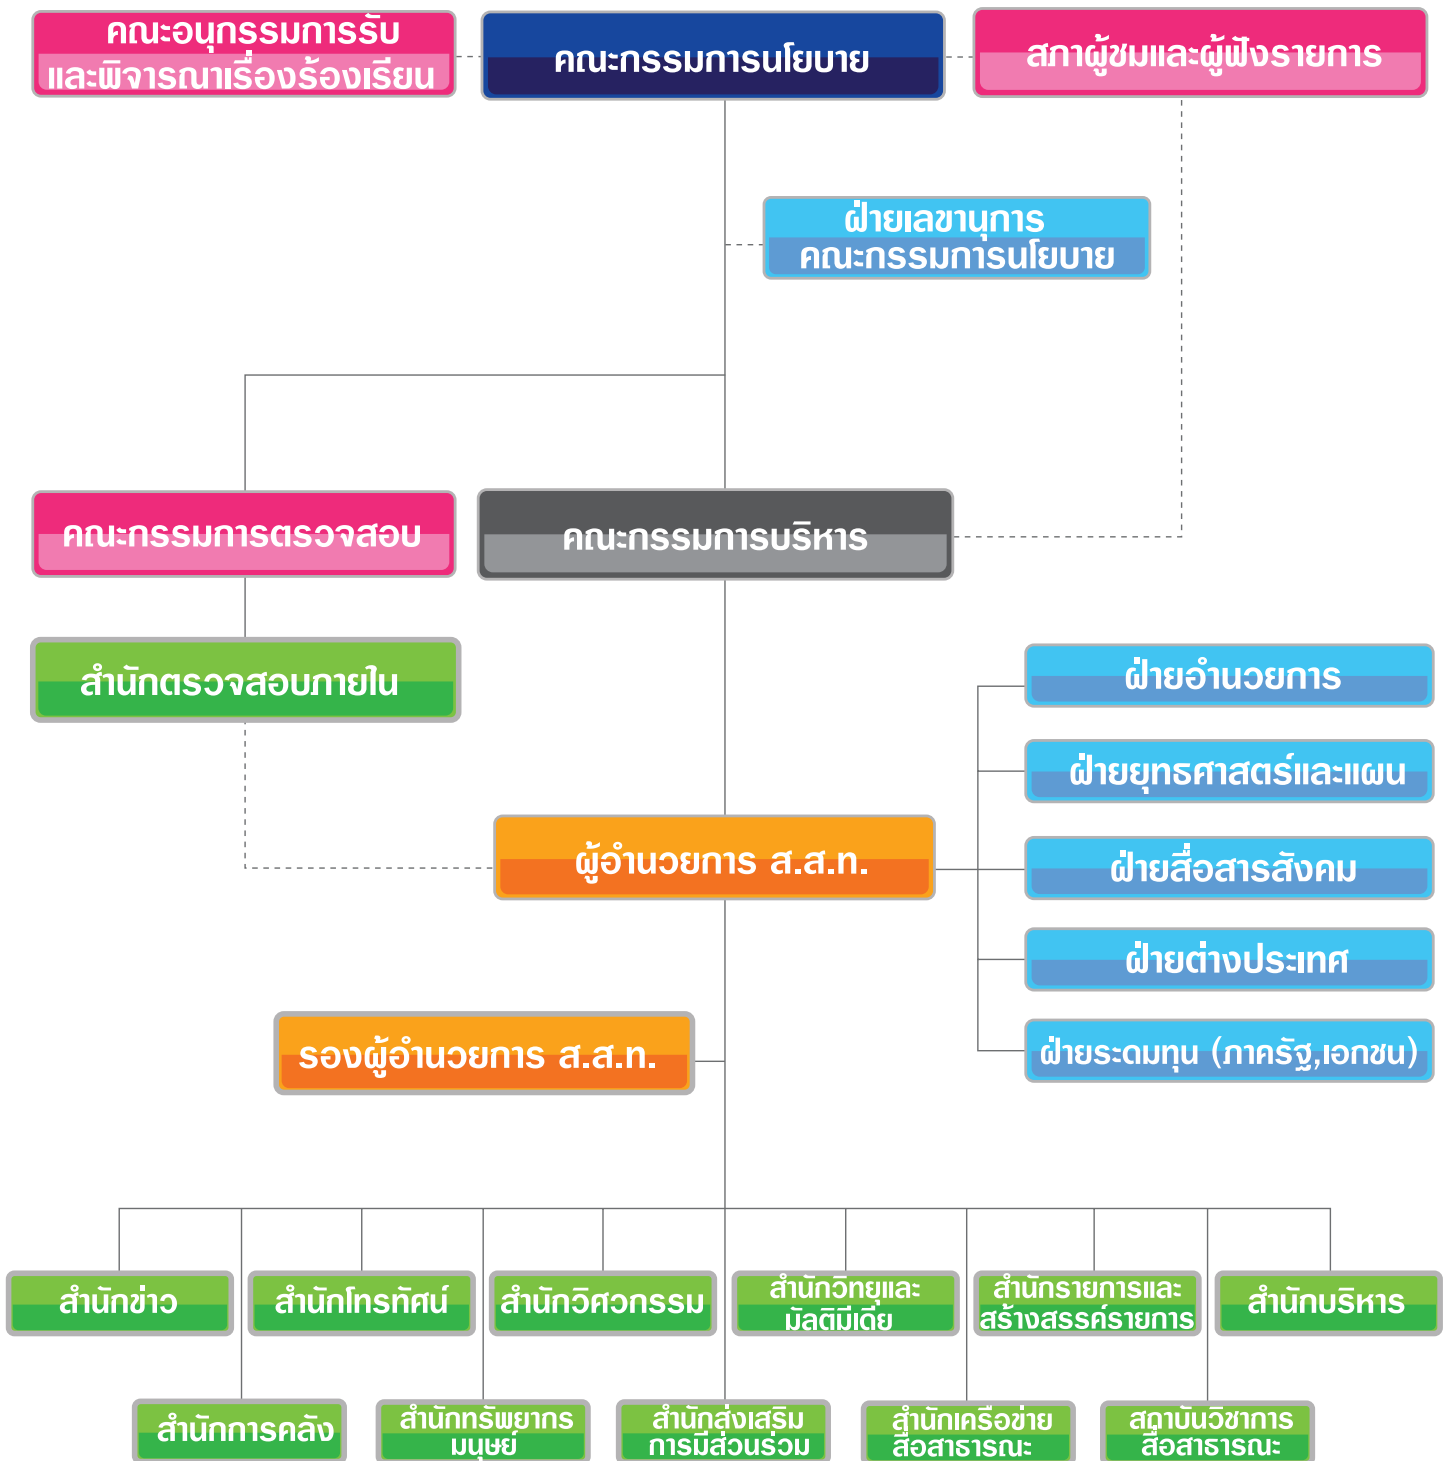 คณะอนุกรรมการรับ
และพิจารณาเรื่องร้องเรียน
คณะกรรมการนโยบาย
สภาผู้ชมและผู้ฟังรายการ
ฝ่ายเลขานุการ
คณะกรรมการนโยบาย
คณะกรรมการตรวจสอบ
คณะกรรมการบริหาร
สำนักตรวจสอบภายใน
ฝ่ายอำนวยการ
ฝ่ายยุทธศาสตร์และแผน
ผู้อำนวยการ ส.ส.ท.
ฝ่ายสื่อสารสังคม
ฝ่ายต่างประเทศ
รองผู้อำนวยการ ส.ส.ท.
ฝ่ายระดมทุน (ภาครัฐ,เอกชน)
สำนักข่าว
สำนักโทรทัศน์
สำนักวิศวกรรม
สำนักวิทยุและ
มัลติมีเดีย
สำนักรายการและ
สร้างสรรค์รายการ
สำนักบริหาร
สำนักการคลัง
สำนักทรัพยากร
มนุษย์
สำนักส่งเสริม
การมีส่วนร่วม
สำนักเครือข่าย
สื่อสาธารณะ
สถาบันวิชาการ
สื่อสาธารณะ